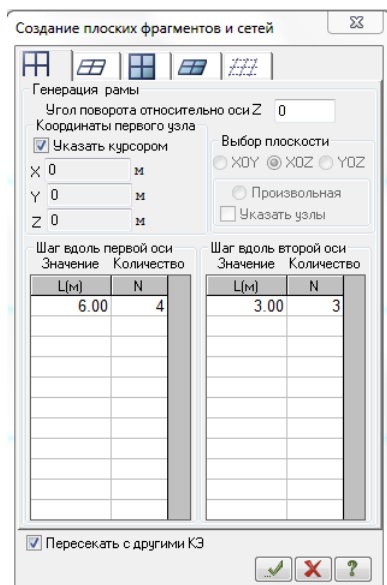 Создание плоских фрагментов и сетей
Генерация рамы
Угол поворота относительно оси Z 0
Координаты первого узла
Указать курсором
X 0 м
Y 0 м
Z 0 м
Выбор плоскости
XOY XOZ YOZ
Произвольная
Указать узлы
Шаг вдоль первой оси
Значение Количество
L(м) N
6.00 4
Шаг вдоль второй оси
Значение Количество
L(м) N
3.00 3
Пересекать с другими КЭ
?